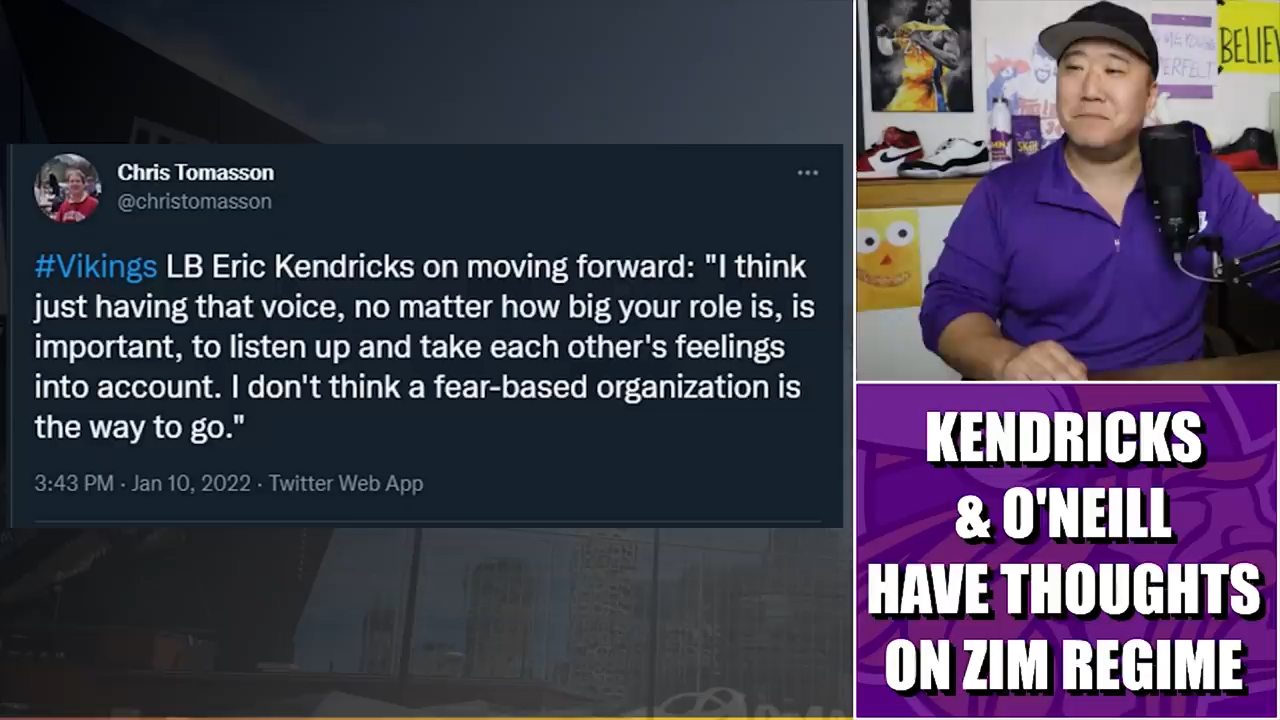 Chris Tomasson
@christomasson
#Vikings LB Eric Kendricks on moving forward: "I think
just having that voice, no matter how big your role is, is
important, to listen up and take each other's feelings
into account. I don't think a fear-based organization is
the way to go."
3:43 PM · Jan 10, 2022 · Twitter Web App
BELIEV
PERFECT
SKOL
KENDRICKS
& O'NEILL
HAVE THOUGHTS
ON ZIM REGIME